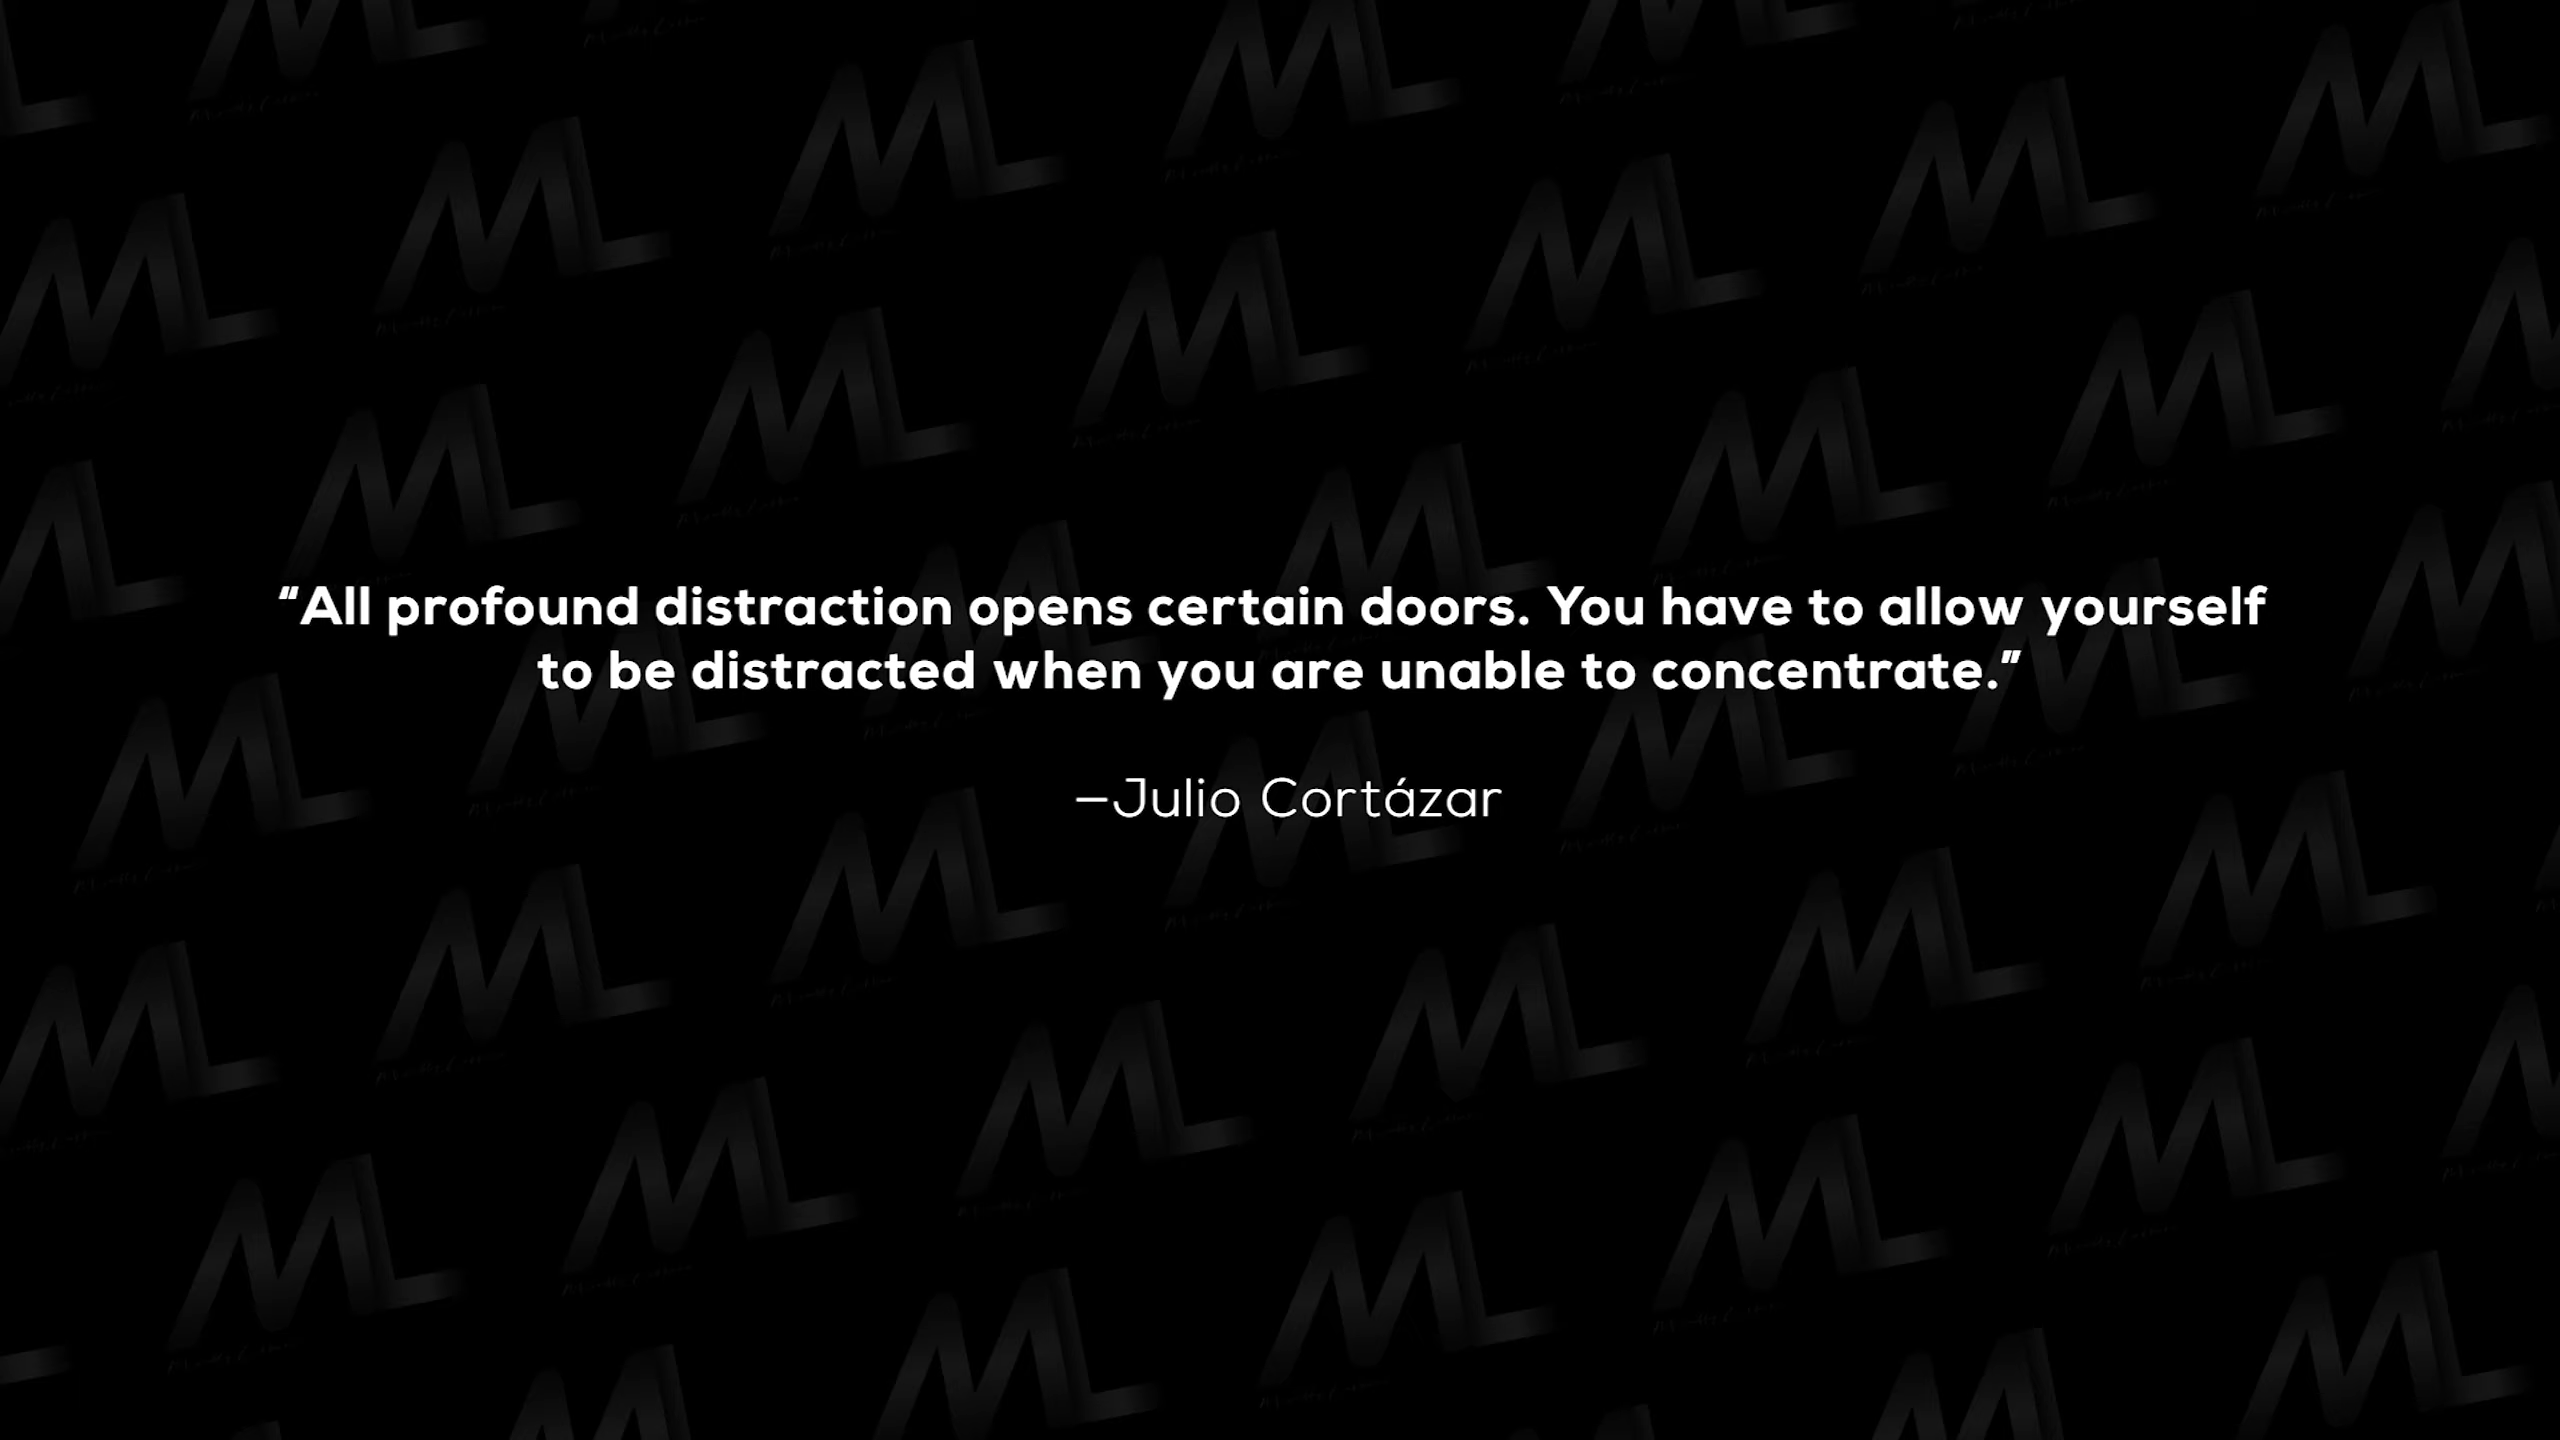 “All profound distraction opens certain doors. You have to allow yourself
to be distracted when you are unable to concentrate.”
—Julio Cortázar
ML